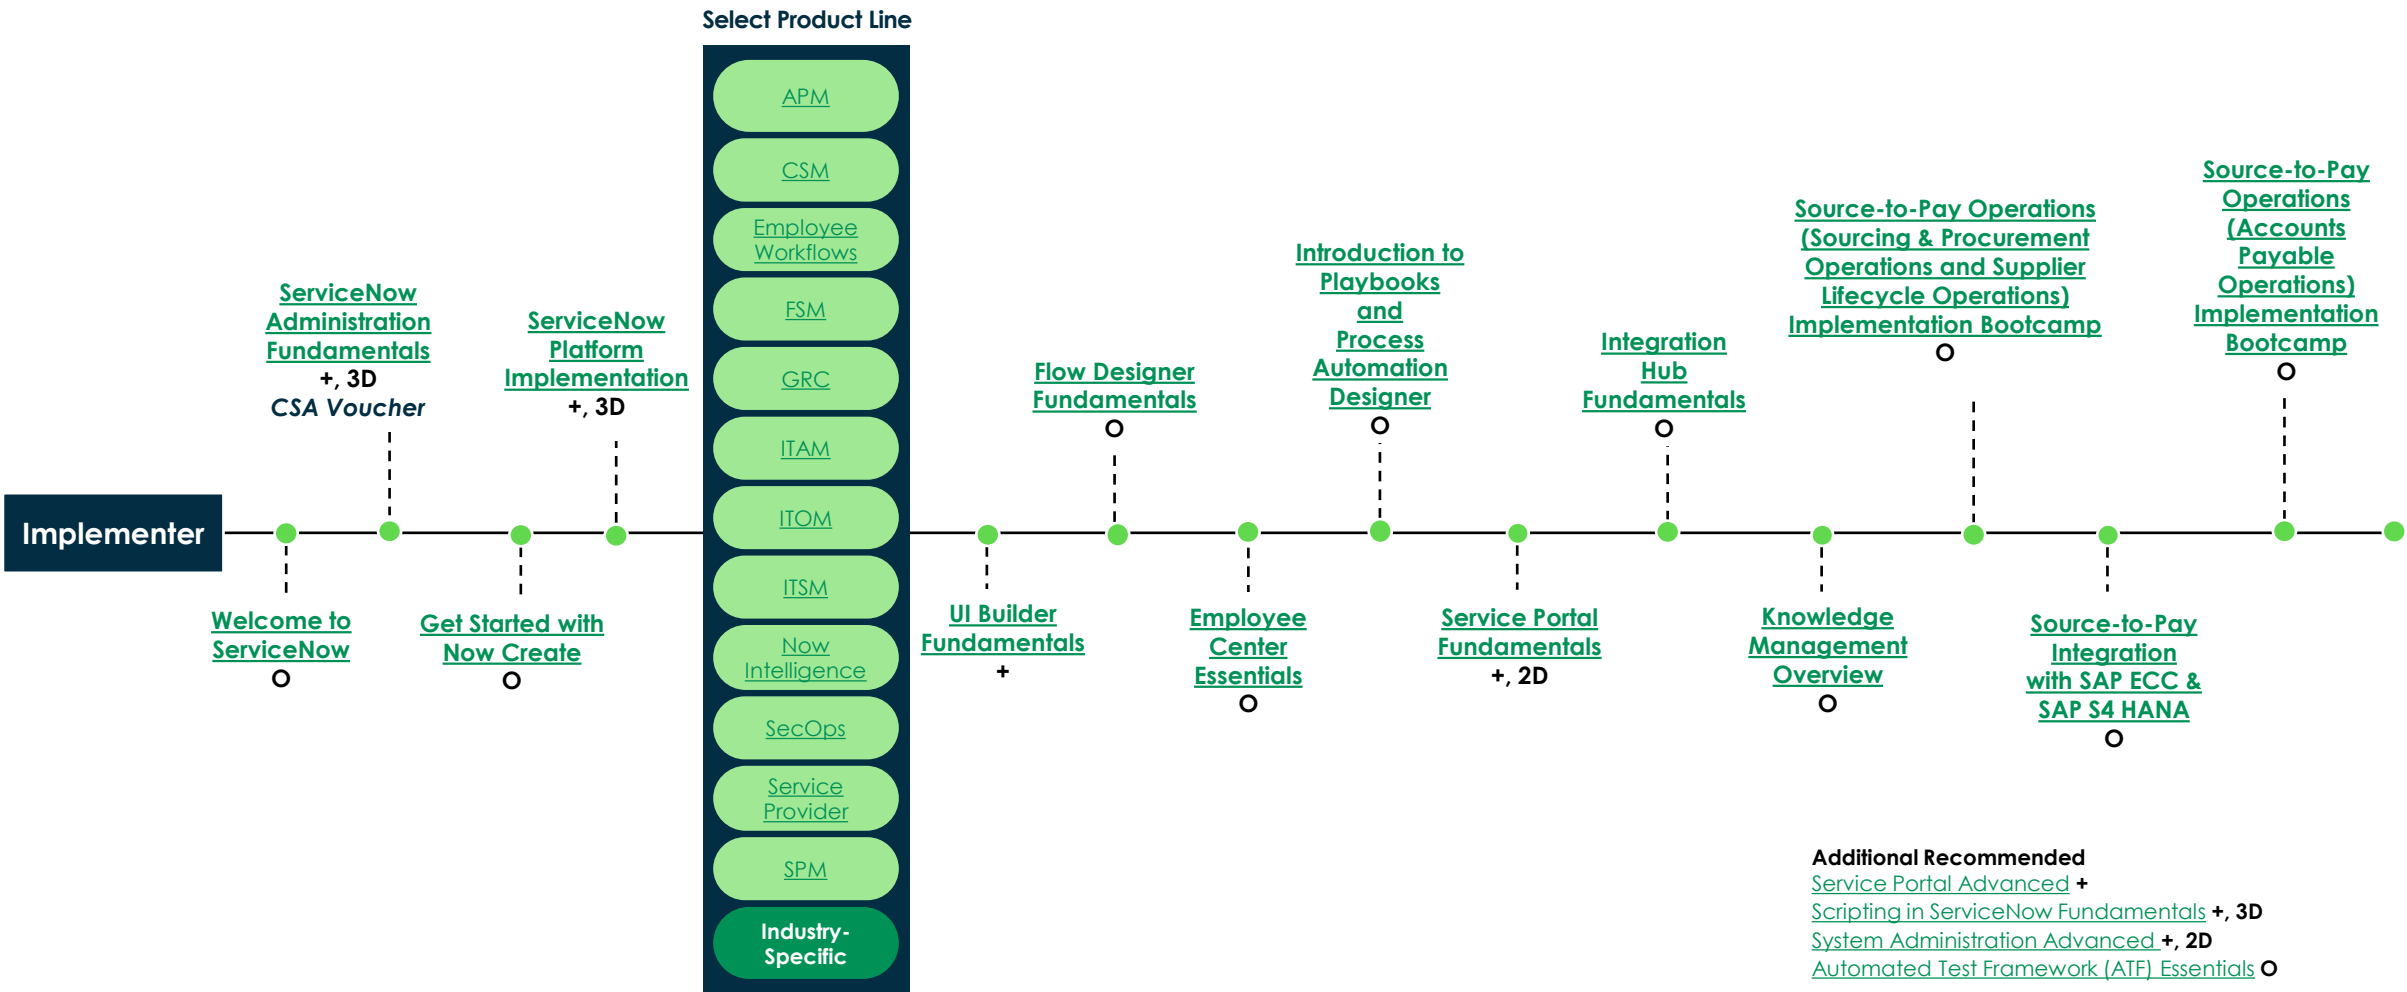 Select Product Line
APM
CSM
Employee
Workflows
FSM
GRC
ITAM
ITOM
ITSM
Now
Intelligence
SecOps
Service
Provider
SPM
Industry-
Specific
Implementer
Welcome to
ServiceNow
O
ServiceNow
Administration
Fundamentals
+, 3D
CSA Voucher
Get Started with
Now Create
O
ServiceNow
Platform
Implementation
+, 3D
UI Builder
Fundamentals
+
Flow Designer
Fundamentals
O
Employee
Center
Essentials
O
Introduction to
Playbooks
and
Process
Automation
Designer
O
Service Portal
Fundamentals
+, 2D
Integration
Hub
Fundamentals
O
Knowledge
Management
Overview
O
Source-to-Pay Operations
(Sourcing & Procurement
Operations and Supplier
Lifecycle Operations)
Implementation Bootcamp
O
Source-to-Pay
Integration
with SAP ECC &
SAP S4 HANA
O
Source-to-Pay
Operations
(Accounts
Payable
Operations)
Implementation
Bootcamp
O
Additional Recommended
Service Portal Advanced +
Scripting in ServiceNow Fundamentals +, 3D
System Administration Advanced +, 2D
Automated Test Framework (ATF) Essentials O